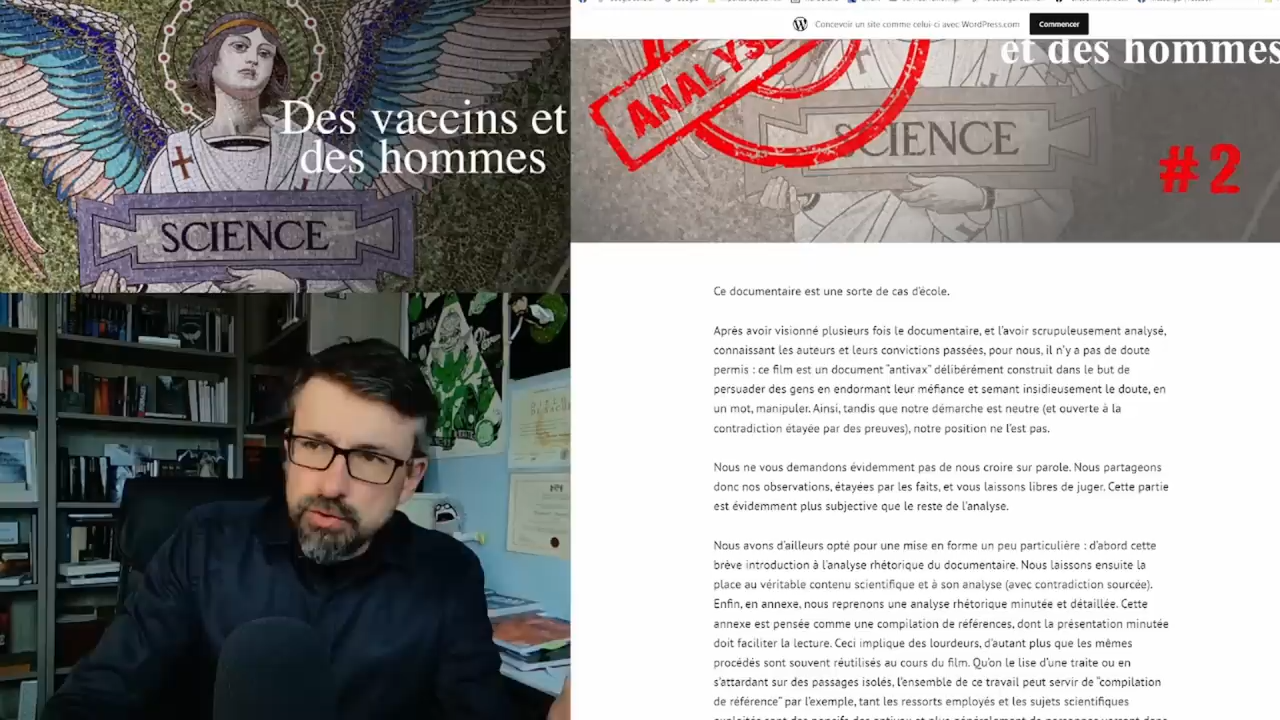 Des vaccins et
des hommes
SCIENCE
Concevoir un site comme celui-ci avec WordPress.com
Commencer
et des hommes
ANALYS
SCIENCE
#2
Ce documentaire est une sorte de cas d'école.
Après avoir visionné plusieurs fois le documentaire, et l'avoir scrupuleusement analysé,
connaissant les auteurs et leurs convictions passées, pour nous, il n'y a pas de doute
permis : ce film est un document "antivax" délibérément construit dans le but de
persuader des gens en endormant leur méfiance et semant insidieusement le doute, en
un mot, manipuler. Ainsi, tandis que notre démarche est neutre (et ouverte à la
contradiction étayée par des preuves), notre position ne l'est pas.
Nous ne vous demandons évidemment pas de nous croire sur parole. Nous partageons
donc nos observations, étayées par les faits, et vous laissons libres de juger. Cette partie
est évidemment plus subjective que le reste de l'analyse.
Nous avons d'ailleurs opté pour une mise en forme un peu particulière : d'abord cette
brève introduction à l'analyse rhétorique du documentaire. Nous laissons ensuite la
place au véritable contenu scientifique et à son analyse (avec contradiction sourcée).
Enfin, en annexe, nous reprenons une analyse rhétorique minutée et détaillée. Cette
annexe est pensée comme une compilation de références, dont la présentation minutée
doit faciliter la lecture. Ceci implique des lourdeurs, d'autant plus que les mêmes
procédés sont souvent réutilisés au cours du film. Qu'on le lise d'une traite ou en
s'attardant sur des passages isolés, l'ensemble de ce travail peut servir de "compilation
de référence" par l'exemple, tant les ressorts employés et les sujets scientifiques